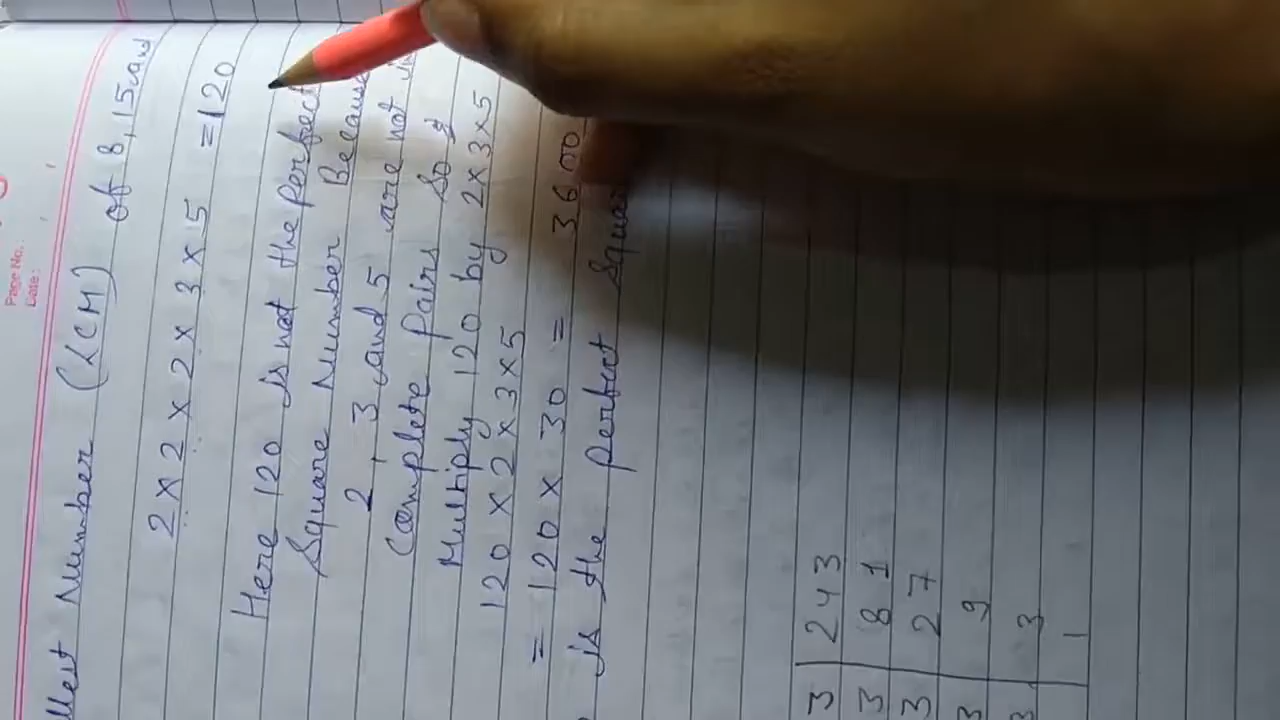 Page No.:
Date:
Number (LCM) of 8, 15 and
2 × 2 × 2 × 3 × 5 = 120
Here 120 is not the Perfect
Square Number Because
2, 3 and 5 are not
Complete Pairs So
Multiply 120 by 2×3×5
120 × 2 × 3 × 5
= 120 × 30 = 3600
is the perfect
3 | 243
3 | 81
3 | 27
3 | 9
3 | 3
1